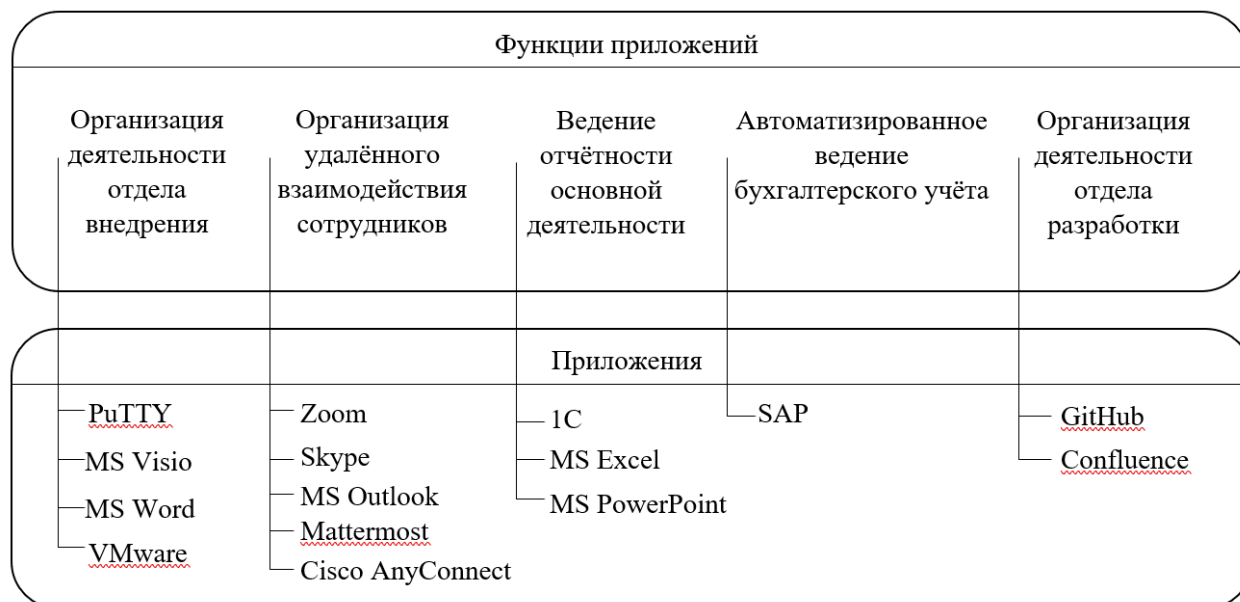 Функции приложений
Организация
деятельности
отдела
внедрения
Организация
удалённого
взаимодействия
сотрудников
Ведение
отчётности
основной
деятельности
Автоматизированное
ведение
бухгалтерского учёта
Организация
деятельности
отдела
разработки
Приложения
PuTTY
MS Visio
MS Word
VMware
Zoom
Skype
MS Outlook
Mattermost
Cisco AnyConnect
1С
MS Excel
MS PowerPoint
SAP
GitHub
Confluence